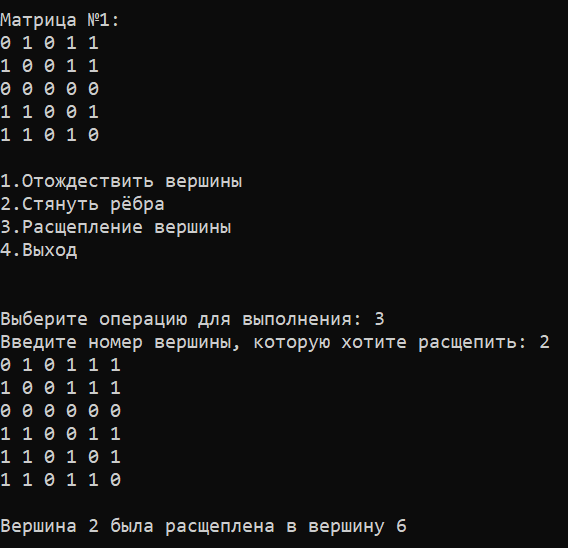 Матрица №1:
0 1 0 1 1
1 0 0 1 1
0 0 0 0 0
1 1 0 0 1
1 1 0 1 0
1.Отождествить вершины
2.Стянуть рёбра
3.Расщепление вершины
4.Выход
Выберите операцию для выполнения: 3
Введите номер вершины, которую хотите расщепить: 2
0 1 0 1 1 1
1 0 0 1 1 1
0 0 0 0 0 0
1 1 0 0 1 1
1 1 0 1 0 1
1 1 0 1 1 0
Вершина 2 была расщеплена в вершину 6